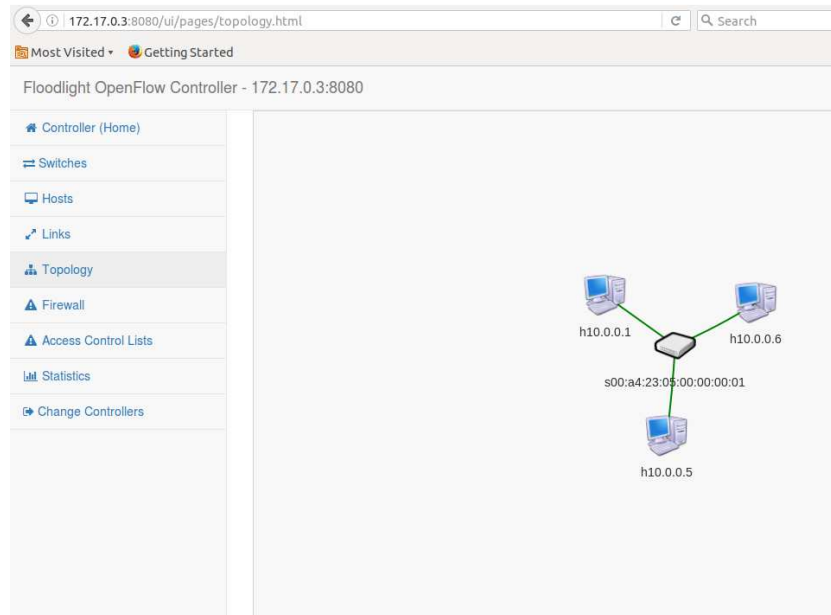 172.17.0.3:8080/ui/pages/topology.html
Search
Most Visited
Getting Started
Floodlight OpenFlow Controller - 172.17.0.3:8080
Controller (Home)
Switches
Hosts
Links
Topology
Firewall
Access Control Lists
Statistics
Change Controllers
h10.0.0.1
h10.0.0.6
s00:a4:23:05:00:00:00:01
h10.0.0.5